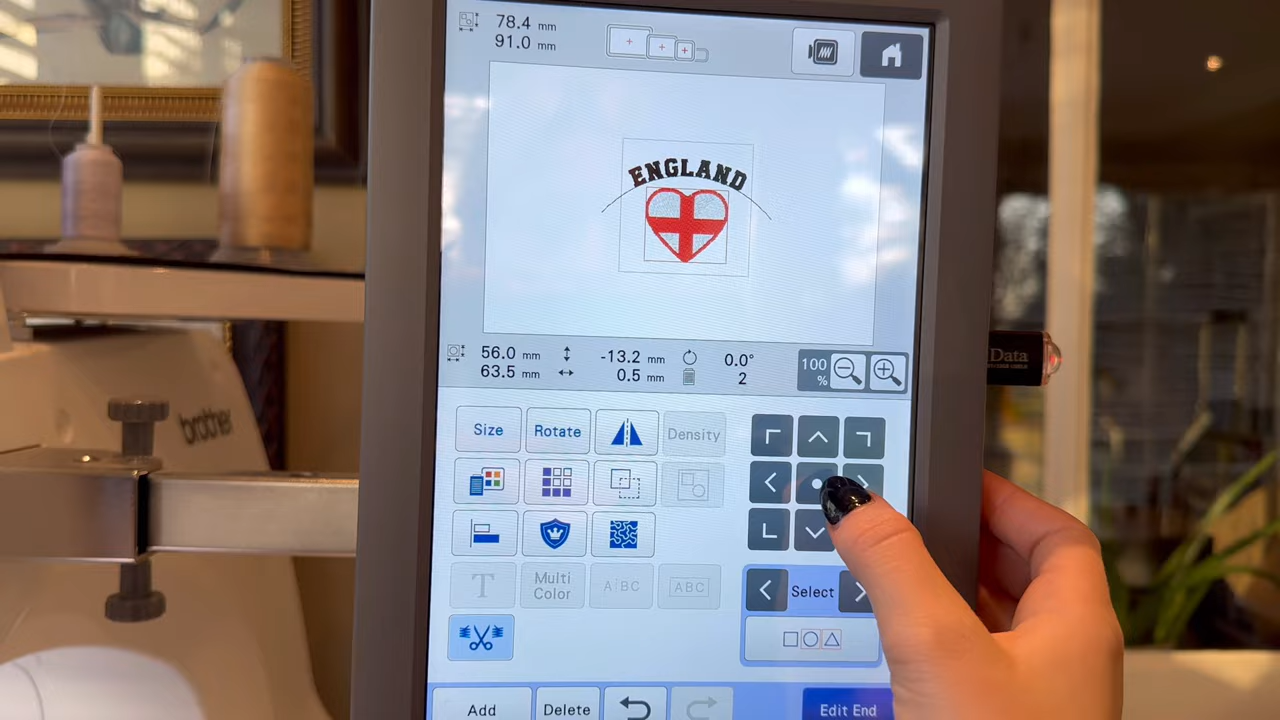 78.4 mm
91.0 mm
ENGLAND
56.0 mm
63.5 mm
-13.2 mm
0.5 mm
0.0°
2
100 %
Data
brother
Size
Rotate
Density
T
Multi Color
ABC
ABC
Select
Add
Delete
Edit End